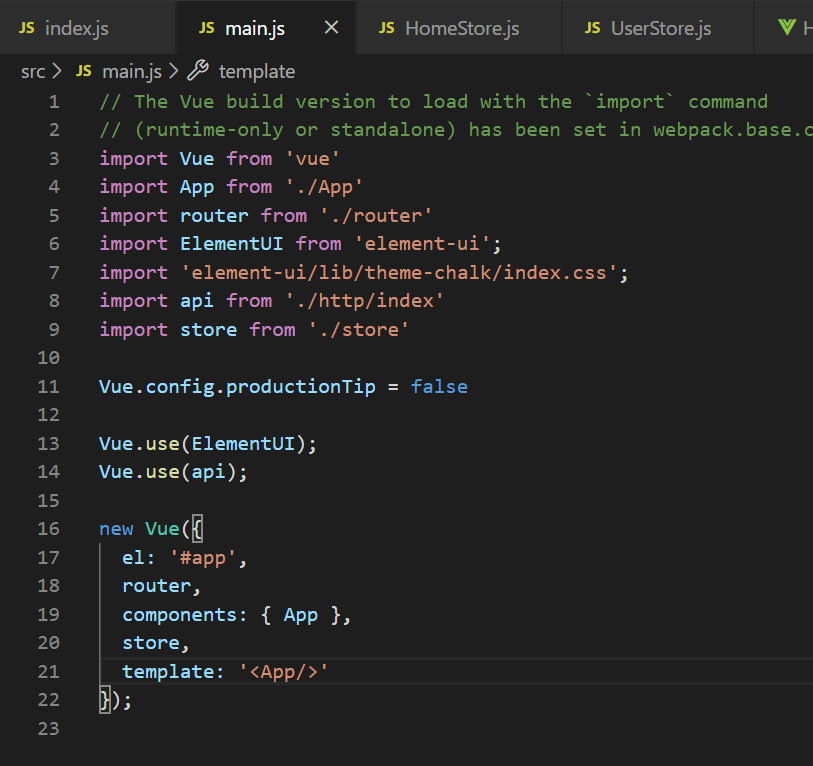 JS index.js JS main.js × JS HomeStore.js JS UserStore.js
src > JS main.js > template
1 // The Vue build version to load with the `import` command
2 // (runtime-only or standalone) has been set in webpack.base.c
3 import Vue from 'vue'
4 import App from './App'
5 import router from './router'
6 import ElementUI from 'element-ui';
7 import 'element-ui/lib/theme-chalk/index.css';
8 import api from './http/index'
9 import store from './store'
10
11 Vue.config.productionTip = false
12
13 Vue.use(ElementUI);
14 Vue.use(api);
15
16 new Vue({
17   el: '#app',
18   router,
19   components: { App },
20   store,
21   template: '<App/>'
22 });
23